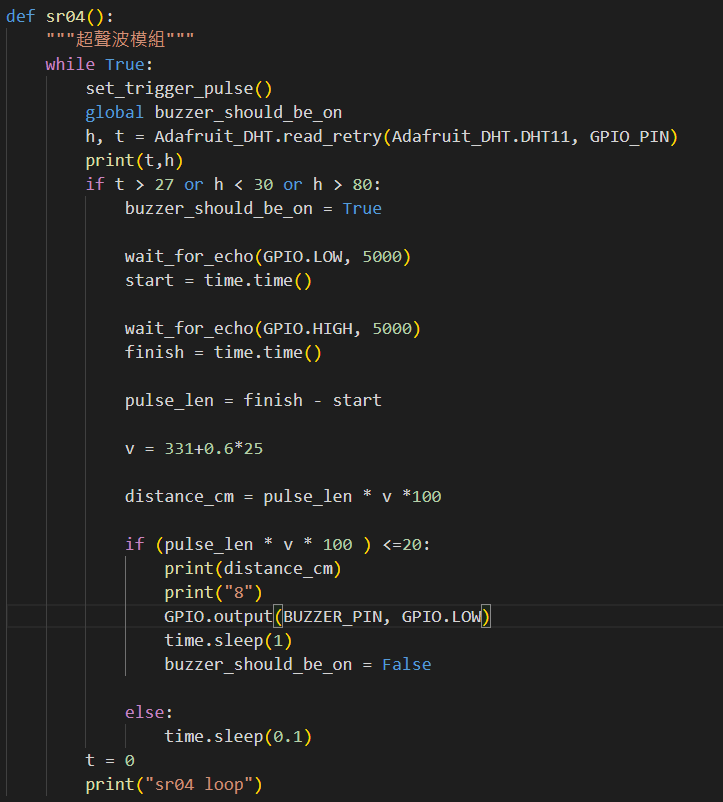 def sr04():
    """超聲波模組"""
    while True:
        set_trigger_pulse()
        global buzzer_should_be_on
        h, t = Adafruit_DHT.read_retry(Adafruit_DHT.DHT11, GPIO_PIN)
        print(t,h)
        if t > 27 or h < 30 or h > 80:
            buzzer_should_be_on = True

            wait_for_echo(GPIO.LOW, 5000)
            start = time.time()

            wait_for_echo(GPIO.HIGH, 5000)
            finish = time.time()

            pulse_len = finish - start

            v = 331+0.6*25

            distance_cm = pulse_len * v *100

            if (pulse_len * v * 100 ) <=20:
                print(distance_cm)
                print("8")
                GPIO.output(BUZZER_PIN, GPIO.LOW)
                time.sleep(1)
                buzzer_should_be_on = False

            else:
                time.sleep(0.1)
        t = 0
        print("sr04 loop")